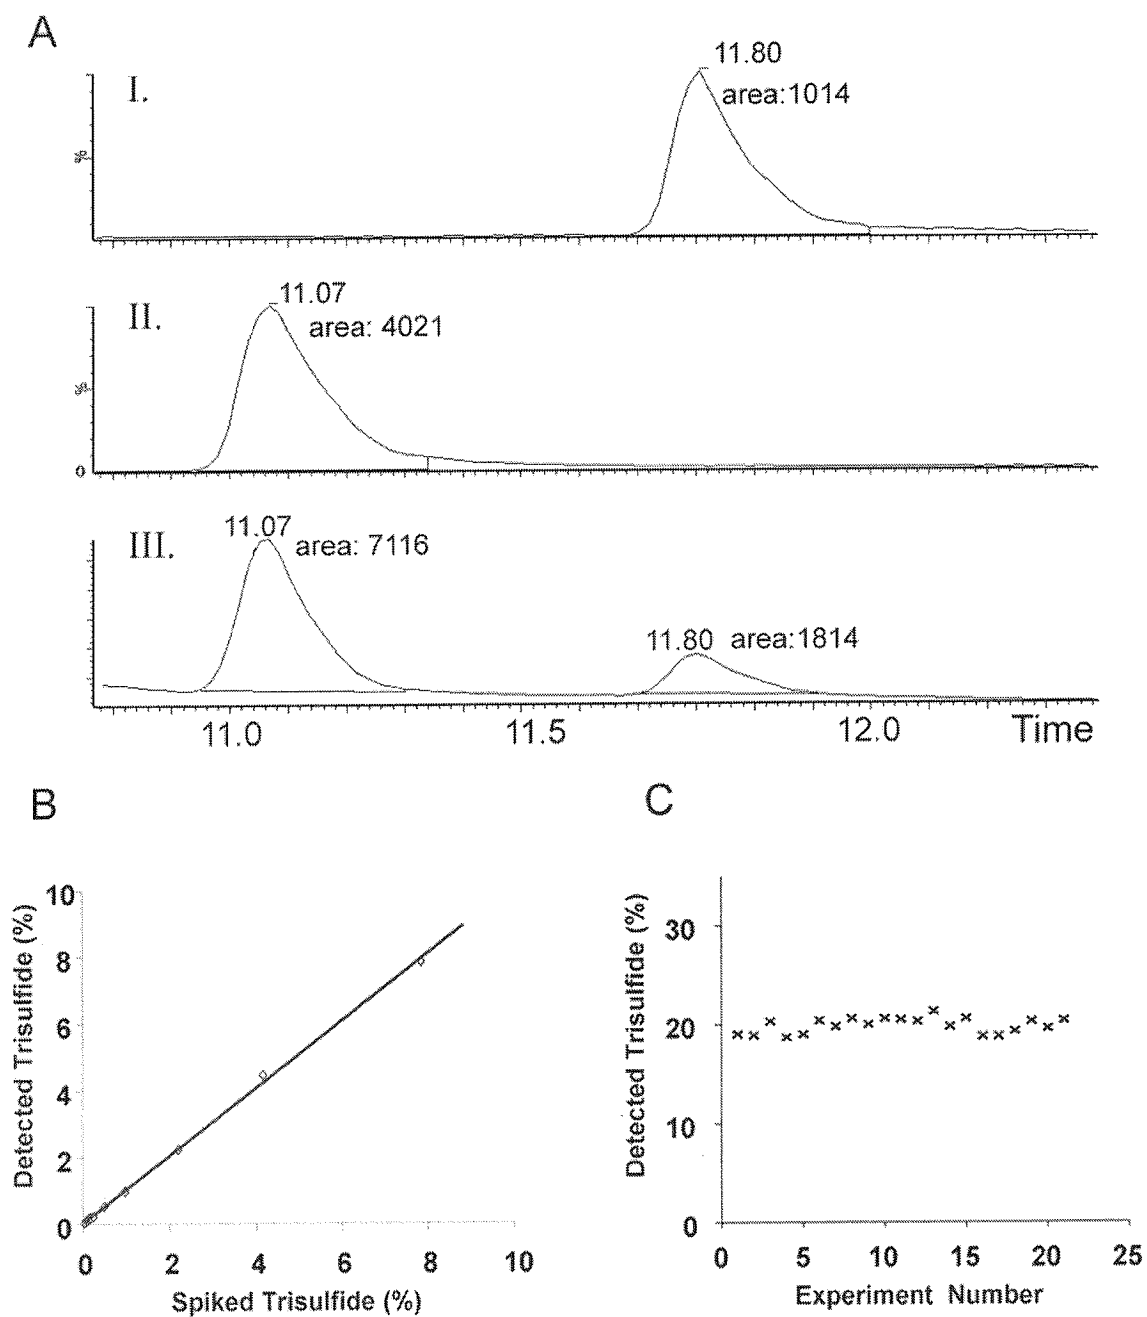 A
I.
11.80
area:1014
%
II.
11.07
area: 4021
%
0
III.
11.07
area: 7116
11.80 area:1814
11.0 11.5 12.0 Time
B
Detected Trisulfide (%)
10
8
6
4
2
0
0 2 4 6 8 10
Spiked Trisulfide (%)
C
Detected Trisulfide (%)
30
20
10
0
0 5 10 15 20 25
Experiment Number